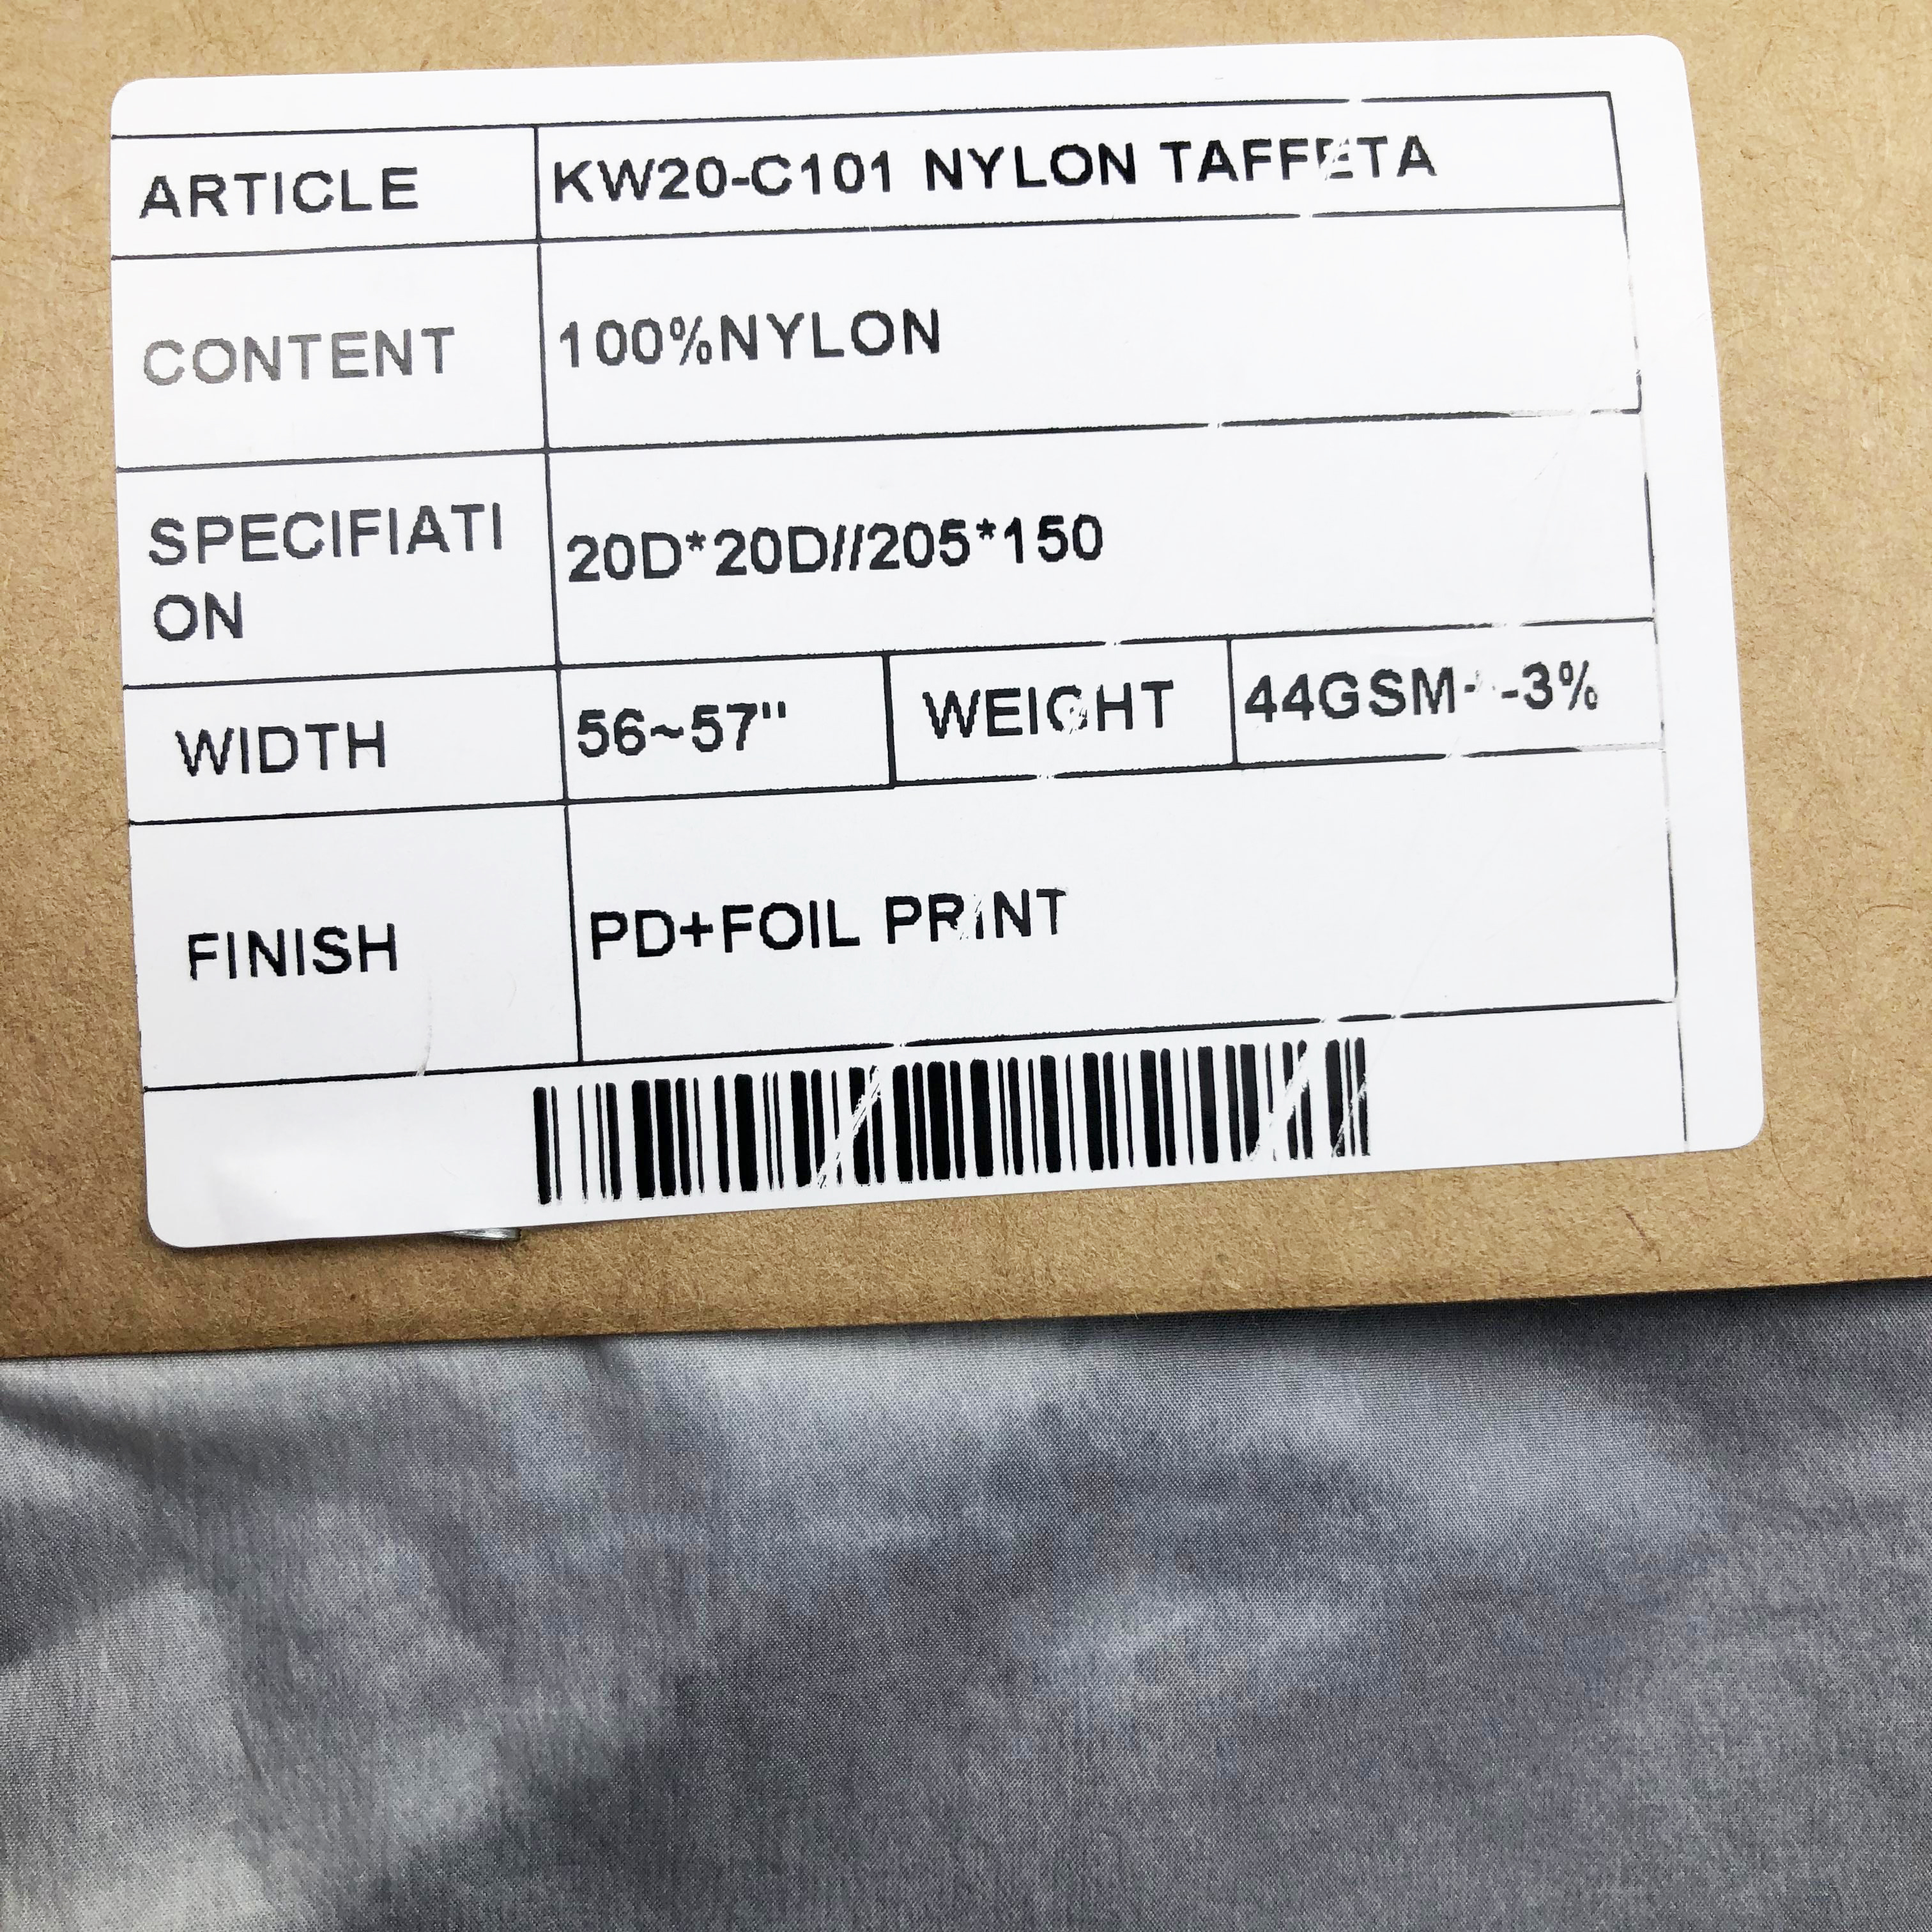 ARTICLE KW20-C101 NYLON TAFFETA
CONTENT 100%NYLON
SPECIFIATI
ON 20D*20D//205*150
WIDTH 56~57" WEIGHT 44GSM+-3%
FINISH PD+FOIL PRINT